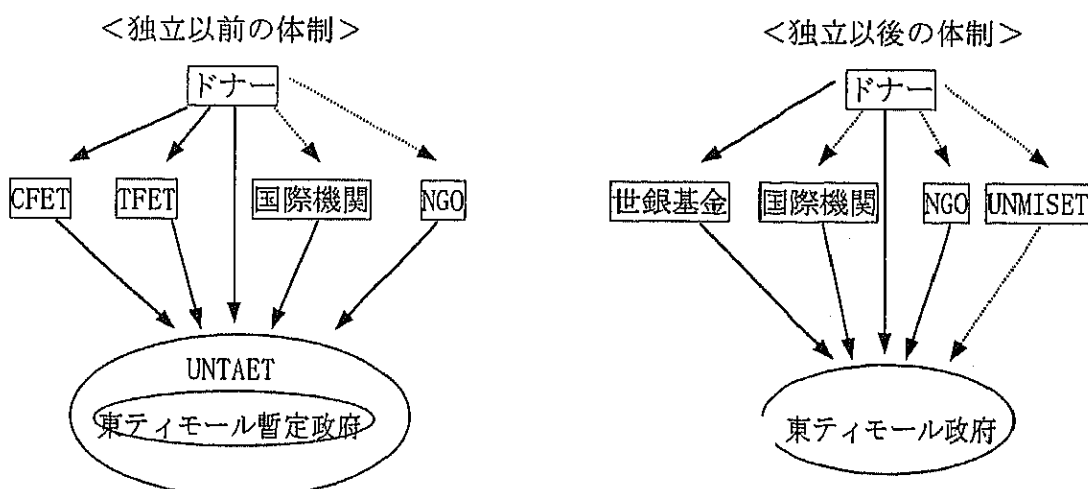 ＜独立以前の体制＞
ドナー
CFET TFET 国際機関 NGO
UNTAET
東ティモール暫定政府
＜独立以後の体制＞
ドナー
世銀基金 国際機関 NGO UNMISET
東ティモール政府